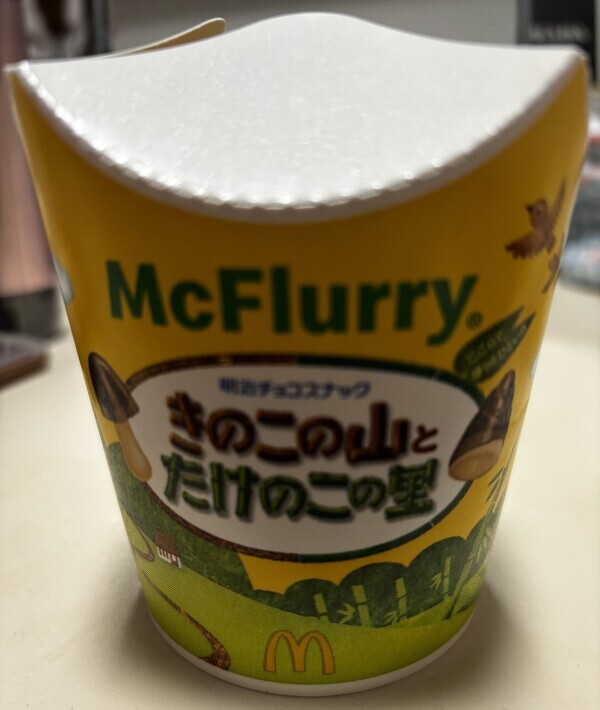 McFlurry®
明治チョコスナック
きのこの山と
たけのこの里